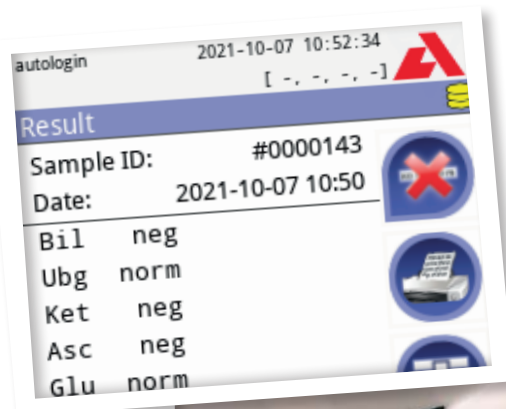 autologin 2021-10-07 10:52:34
[ -, -, -, -]
Result
Sample ID: #0000143
Date: 2021-10-07 10:50
Bil neg
Ubg norm
Ket neg
Asc neg
Glu norm